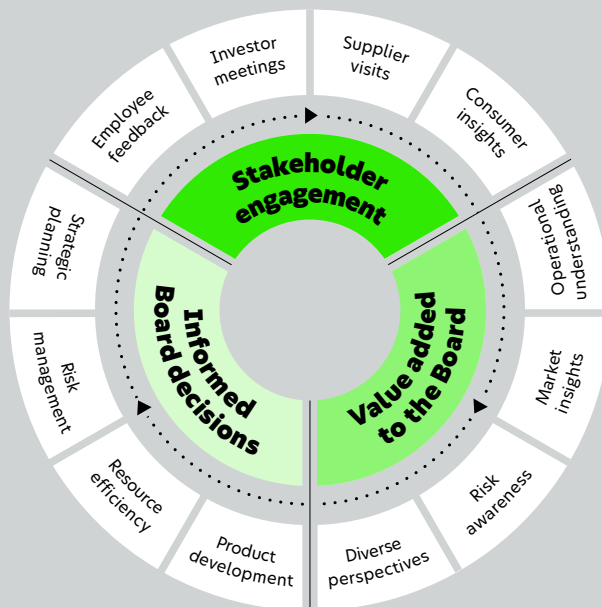 Investor
meetings
Supplier
visits
Employee
feedback
Consumer
insights
Stakeholder
engagement
Strategic
planning
Operational
understanding
Informed
Board decisions
Value added
to the Board
Risk
management
Market
insights
Resource
efficiency
Risk
awareness
Product
development
Diverse
perspectives